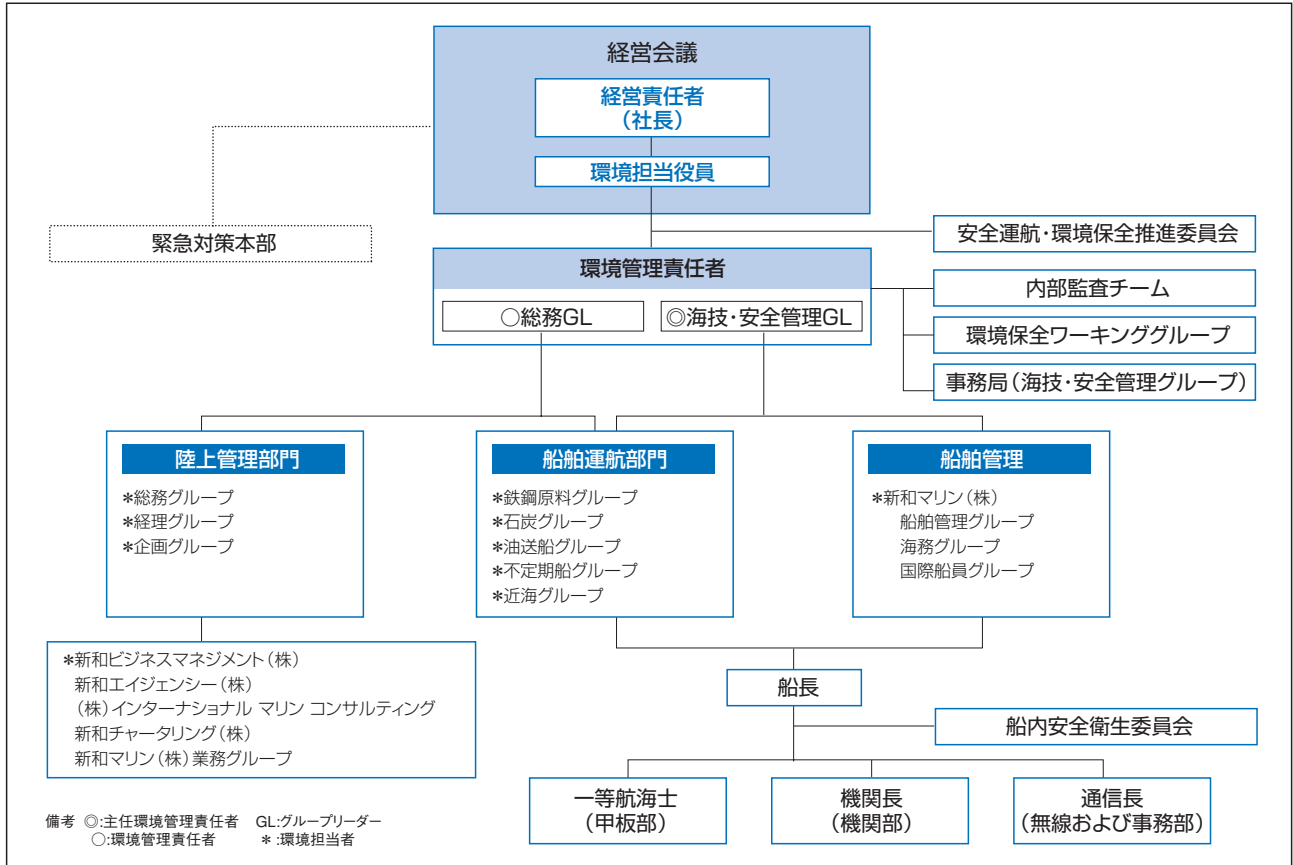 経営会議
経営責任者
（社長）
環境担当役員
緊急対策本部
安全運航・環境保全推進委員会
環境管理責任者
○総務GL
◎海技・安全管理GL
内部監査チーム
環境保全ワーキンググループ
事務局（海技・安全管理グループ）
陸上管理部門
*総務グループ
*経理グループ
*企画グループ
船舶運航部門
*鉄鋼原料グループ
*石炭グループ
*油送船グループ
*不定期船グループ
*近海グループ
船舶管理
*新和マリン（株）
船舶管理グループ
海務グループ
国際船員グループ
*新和ビジネスマネジメント（株）
新和エイジェンシー（株）
（株）インターナショナル マリン コンサルティング
新和チャータリング（株）
新和マリン（株）業務グループ
船長
船内安全衛生委員会
一等航海士
（甲板部）
機関長
（機関部）
通信長
（無線および事務部）
備考 ◎:主任環境管理責任者 GL:グループリーダー
○:環境管理責任者 *:環境担当者